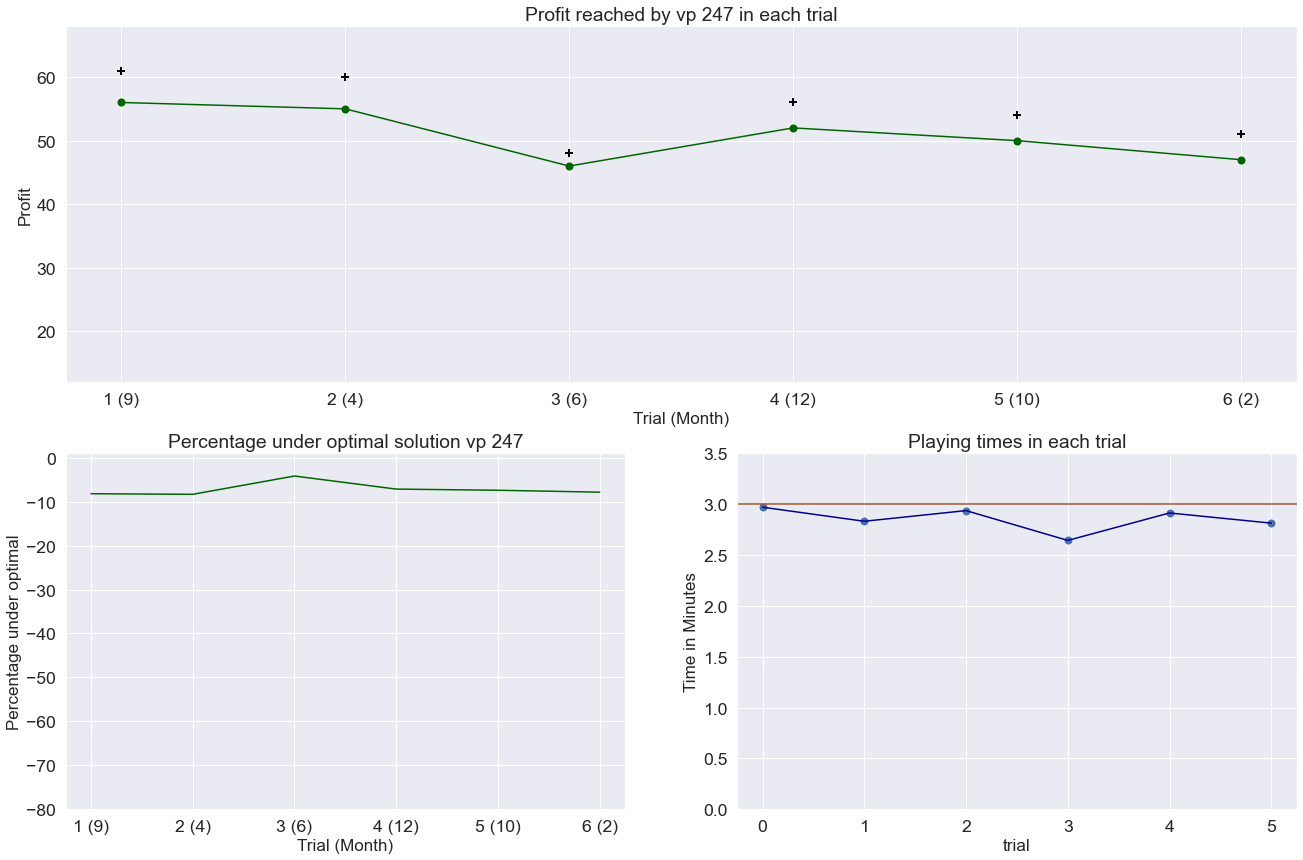 Profit reached by vp 247 in each trial
60
50
40
30
20
Profit
1 (9) 2 (4) 3 (6) 4 (12) 5 (10) 6 (2)
Trial (Month)
Percentage under optimal solution vp 247
0
−10
−20
−30
−40
−50
−60
−70
−80
Percentage under optimal
1 (9) 2 (4) 3 (6) 4 (12) 5 (10) 6 (2)
Trial (Month)
Playing times in each trial
3.5
3.0
2.5
2.0
1.5
1.0
0.5
0.0
Time in Minutes
0 1 2 3 4 5
trial